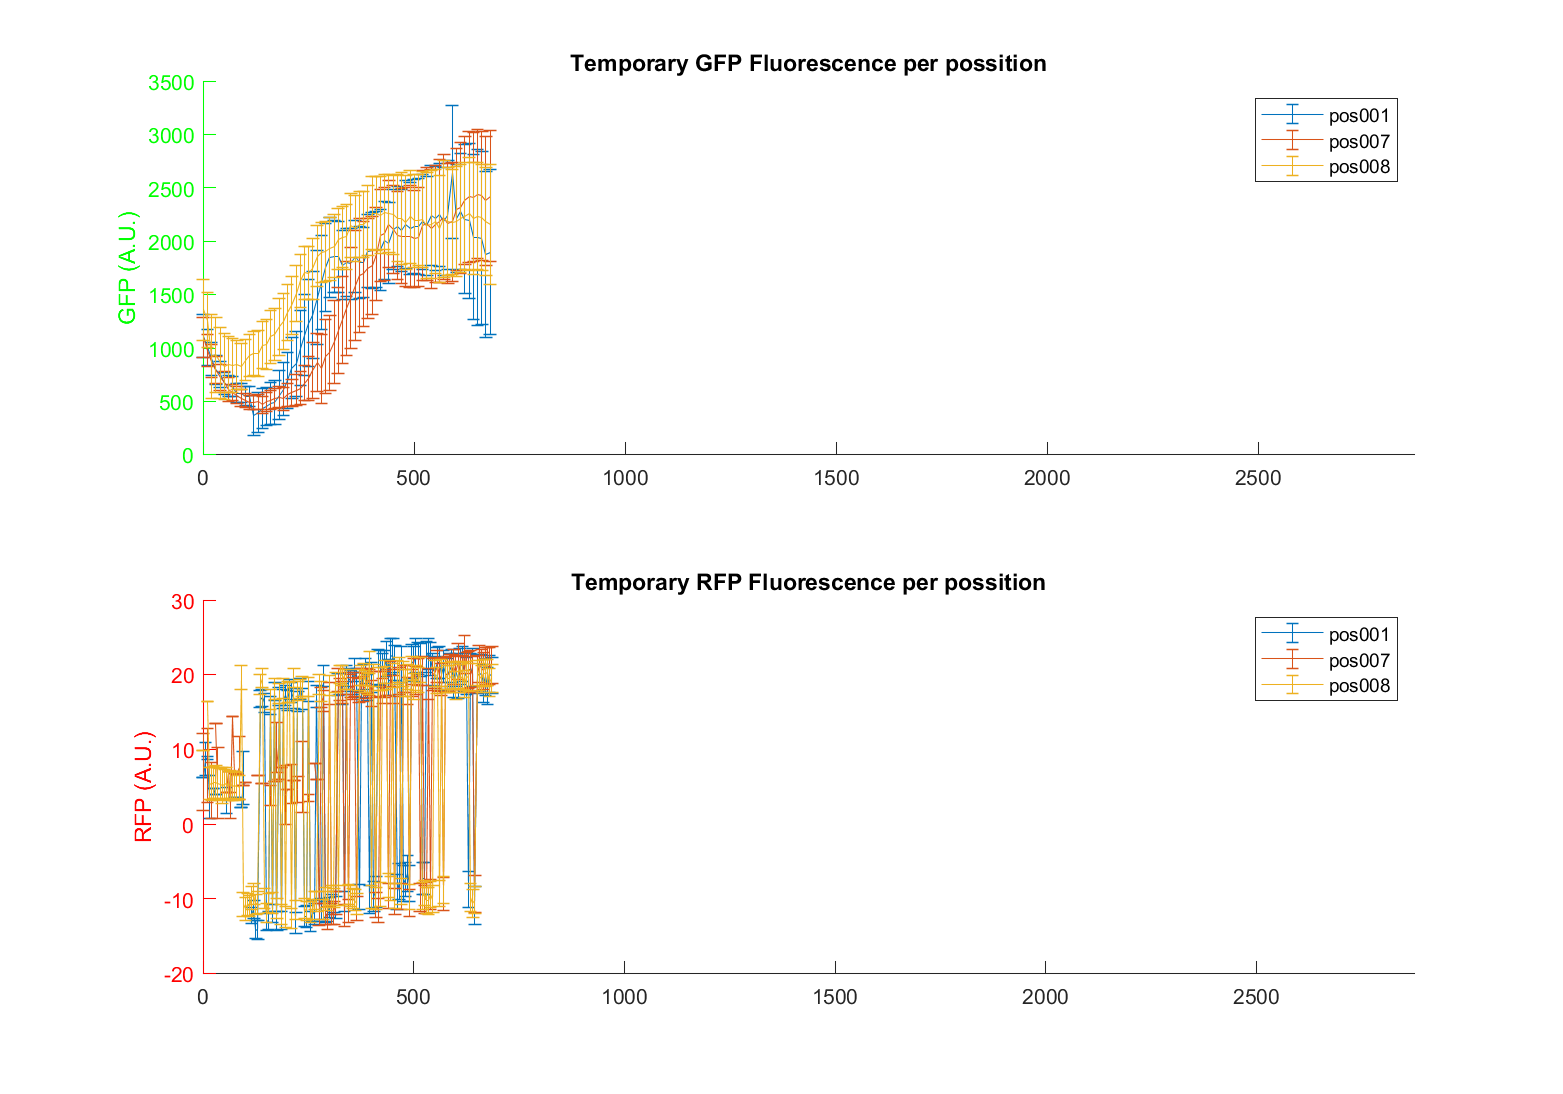 Temporary GFP Fluorescence per possition
GFP (A.U.)
3500
3000
2500
2000
1500
1000
500
0
0 500 1000 1500 2000 2500
pos001
pos007
pos008
Temporary RFP Fluorescence per possition
RFP (A.U.)
30
20
10
0
-10
-20
0 500 1000 1500 2000 2500
pos001
pos007
pos008